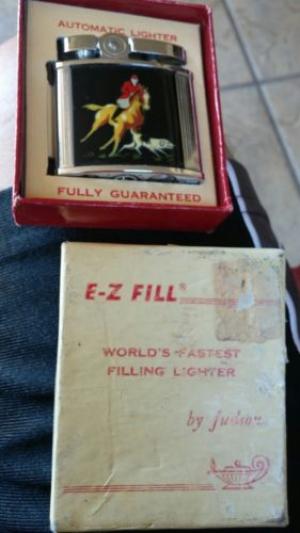 AUTOMATIC LIGHTER
FULLY GUARANTEED
E-Z FILL®
WORLD'S FASTEST
FILLING LIGHTER
by Judson